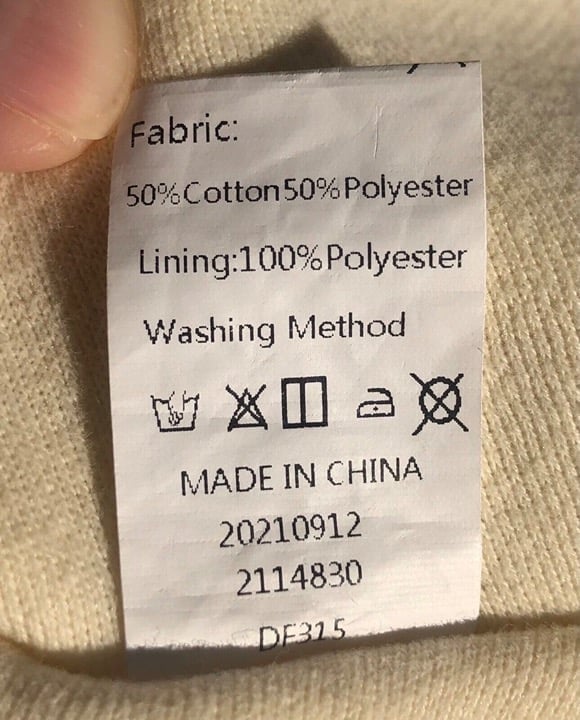 Fabric:
50%Cotton50%Polyester
Lining:100%Polyester
Washing Method
MADE IN CHINA
20210912
2114830
DF315